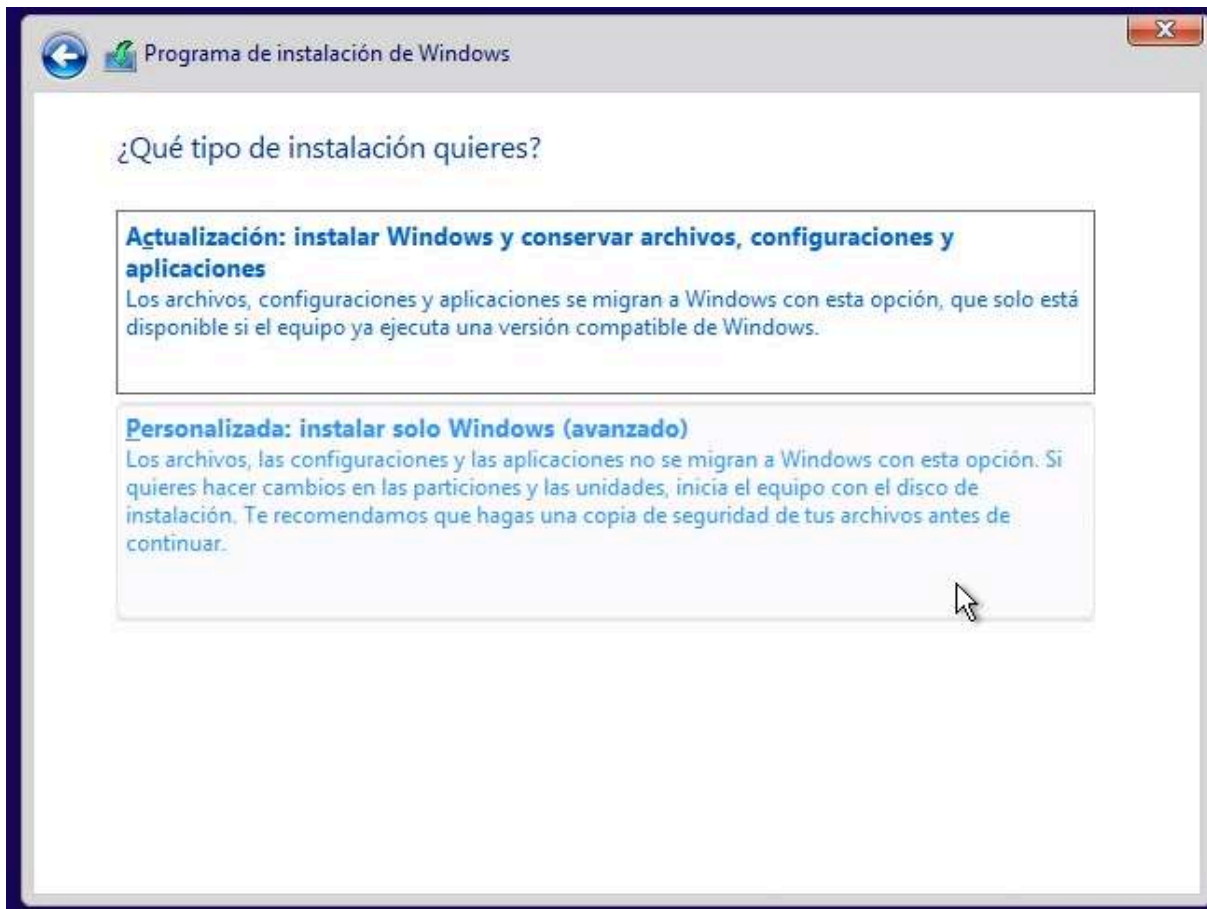 Programa de instalación de Windows
¿Qué tipo de instalación quieres?
Actualización: instalar Windows y conservar archivos, configuraciones y
aplicaciones
Los archivos, configuraciones y aplicaciones se migran a Windows con esta opción, que solo está
disponible si el equipo ya ejecuta una versión compatible de Windows.
Personalizada: instalar solo Windows (avanzado)
Los archivos, las configuraciones y las aplicaciones no se migran a Windows con esta opción. Si
quieres hacer cambios en las particiones y las unidades, inicia el equipo con el disco de
instalación. Te recomendamos que hagas una copia de seguridad de tus archivos antes de
continuar.